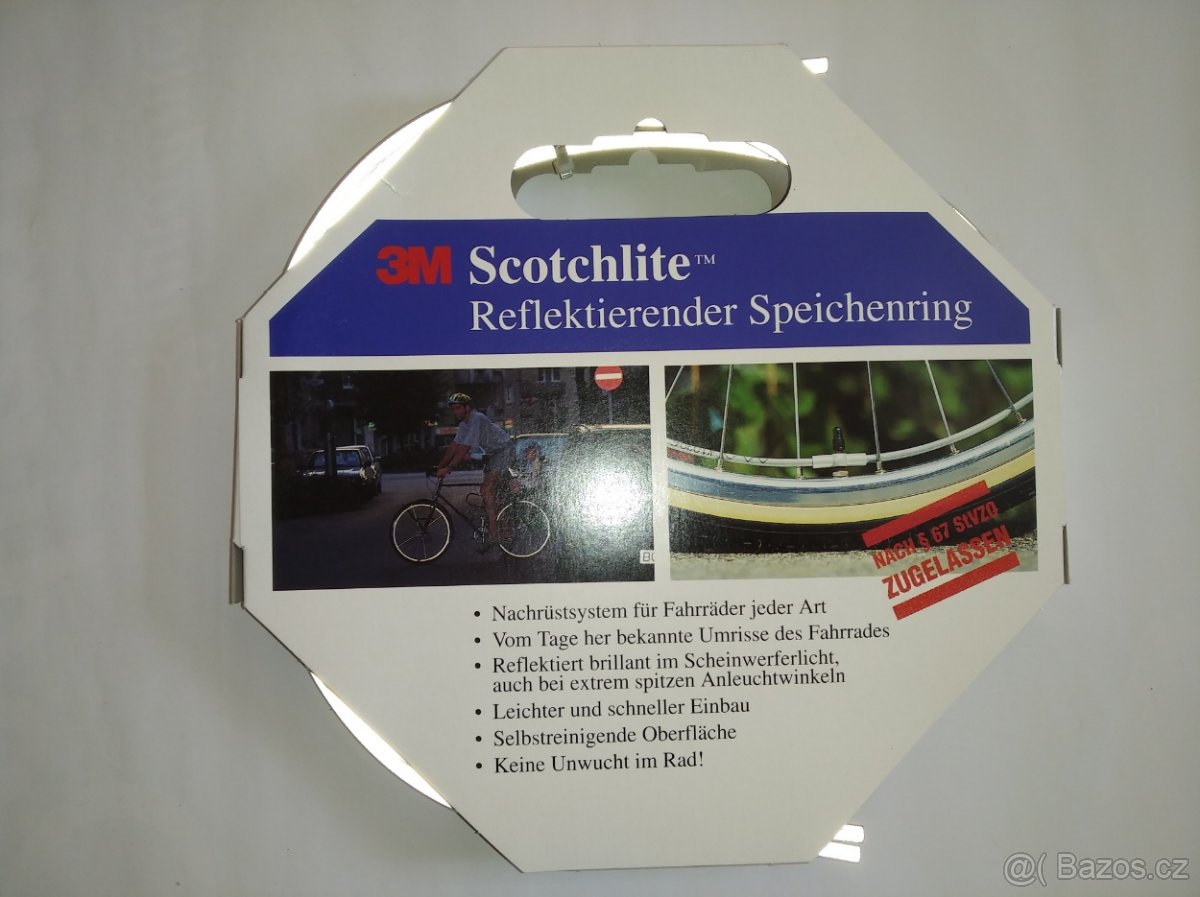 3M Scotchlite™
Reflektierender Speichenring
NACH § 67 StVZO
ZUGELASSEN
• Nachrüstsystem für Fahrräder jeder Art
• Vom Tage her bekannte Umrisse des Fahrrades
• Reflektiert brillant im Scheinwerferlicht,
auch bei extrem spitzen Anleuchtwinkeln
• Leichter und schneller Einbau
• Selbstreinigende Oberfläche
• Keine Unwucht im Rad!
@( Bazos.cz